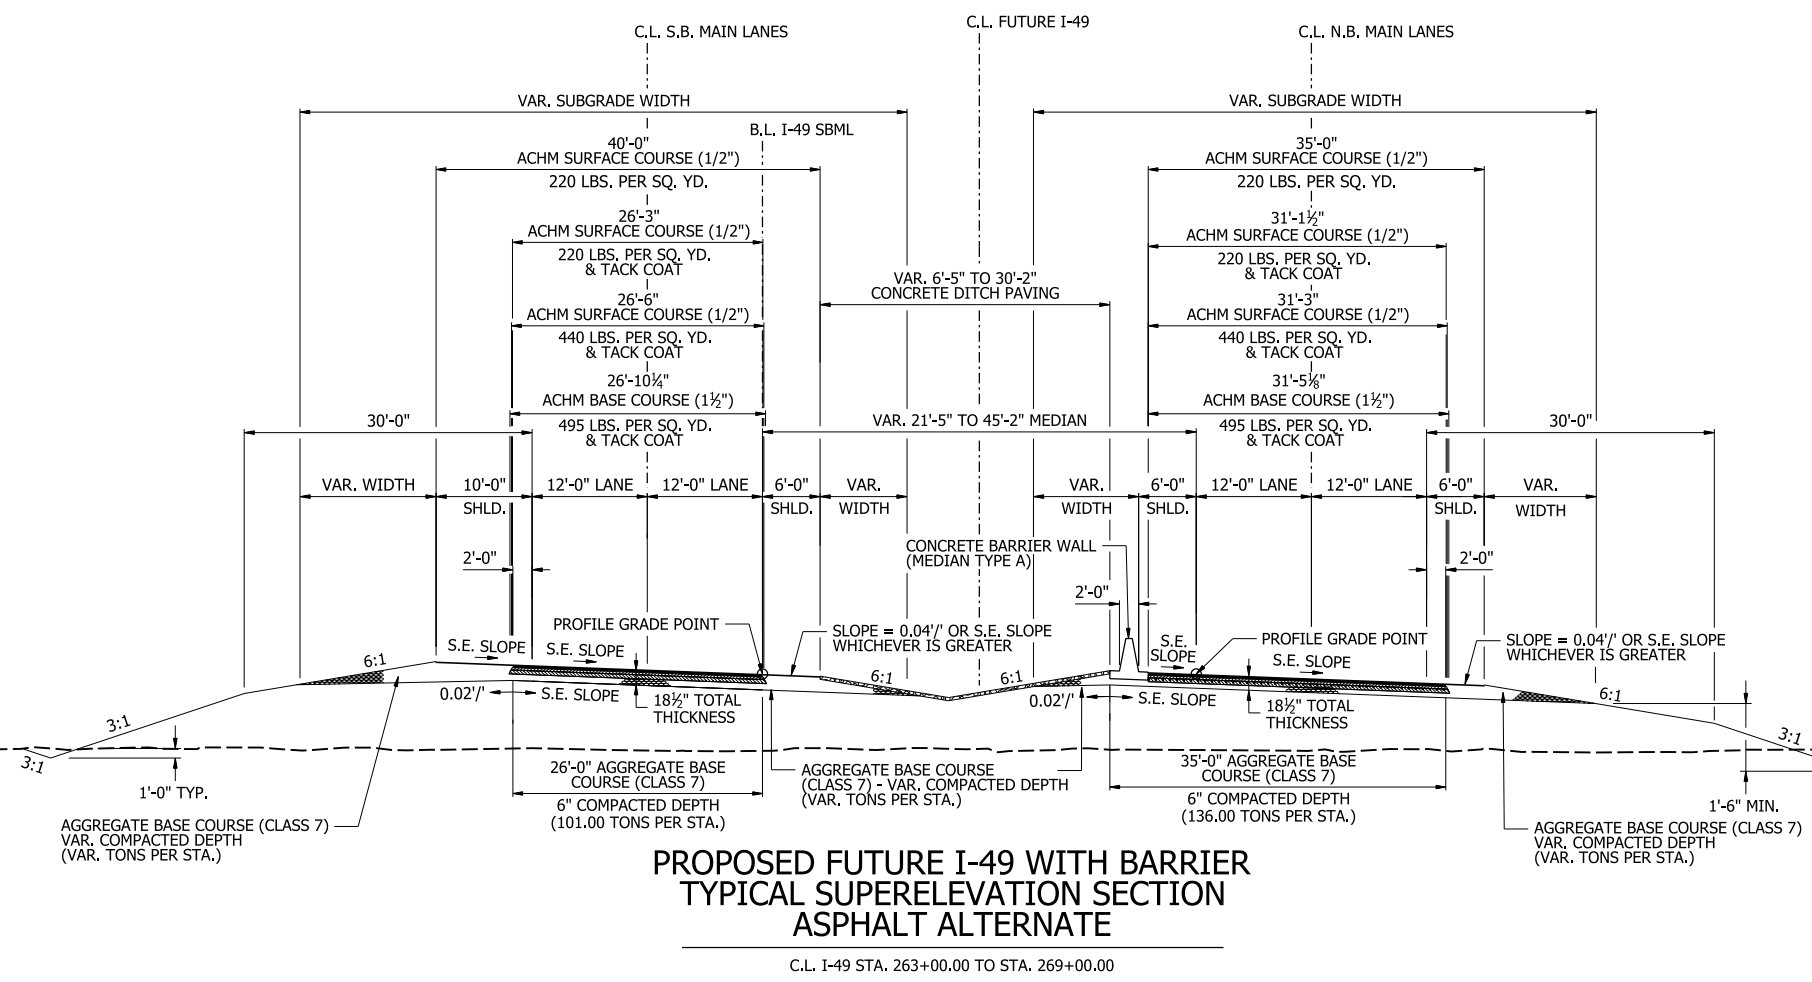 C.L. FUTURE I-49
C.L. S.B. MAIN LANES
C.L. N.B. MAIN LANES
VAR. SUBGRADE WIDTH
VAR. SUBGRADE WIDTH
B.L. I-49 SBML
40'-0"
ACHM SURFACE COURSE (1/2")
220 LBS. PER SQ. YD.
35'-0"
ACHM SURFACE COURSE (1/2")
220 LBS. PER SQ. YD.
26'-3"
ACHM SURFACE COURSE (1/2")
220 LBS. PER SQ. YD.
& TACK COAT
31'-1½"
ACHM SURFACE COURSE (1/2")
220 LBS. PER SQ. YD.
& TACK COAT
VAR. 6'-5" TO 30'-2"
CONCRETE DITCH PAVING
26'-6"
ACHM SURFACE COURSE (1/2")
440 LBS. PER SQ. YD.
& TACK COAT
31'-3"
ACHM SURFACE COURSE (1/2")
440 LBS. PER SQ. YD.
& TACK COAT
26'-10¼"
ACHM BASE COURSE (1½")
495 LBS. PER SQ. YD.
& TACK COAT
31'-5⅛"
ACHM BASE COURSE (1½")
495 LBS. PER SQ. YD.
& TACK COAT
30'-0"
VAR. 21'-5" TO 45'-2" MEDIAN
30'-0"
VAR. WIDTH
10'-0"
SHLD.
12'-0" LANE
12'-0" LANE
6'-0"
SHLD.
VAR.
WIDTH
VAR.
WIDTH
6'-0"
SHLD.
12'-0" LANE
12'-0" LANE
6'-0"
SHLD.
VAR.
WIDTH
CONCRETE BARRIER WALL
(MEDIAN TYPE A)
2'-0"
2'-0"
2'-0"
PROFILE GRADE POINT
SLOPE = 0.04'/' OR S.E. SLOPE
WHICHEVER IS GREATER
PROFILE GRADE POINT
SLOPE = 0.04'/' OR S.E. SLOPE
WHICHEVER IS GREATER
S.E. SLOPE
S.E. SLOPE
S.E.
SLOPE
S.E. SLOPE
6:1
6:1
6:1
6:1
0.02'/'
S.E. SLOPE
0.02'/'
S.E. SLOPE
18½" TOTAL
THICKNESS
18½" TOTAL
THICKNESS
3:1
3:1
3:1
1'-0" TYP.
1'-6" MIN.
26'-0" AGGREGATE BASE
COURSE (CLASS 7)
6" COMPACTED DEPTH
(101.00 TONS PER STA.)
AGGREGATE BASE COURSE
(CLASS 7) - VAR. COMPACTED DEPTH
(VAR. TONS PER STA.)
35'-0" AGGREGATE BASE
COURSE (CLASS 7)
6" COMPACTED DEPTH
(136.00 TONS PER STA.)
AGGREGATE BASE COURSE (CLASS 7)
VAR. COMPACTED DEPTH
(VAR. TONS PER STA.)
AGGREGATE BASE COURSE (CLASS 7)
VAR. COMPACTED DEPTH
(VAR. TONS PER STA.)
PROPOSED FUTURE I-49 WITH BARRIER
TYPICAL SUPERELEVATION SECTION
ASPHALT ALTERNATE
C.L. I-49 STA. 263+00.00 TO STA. 269+00.00